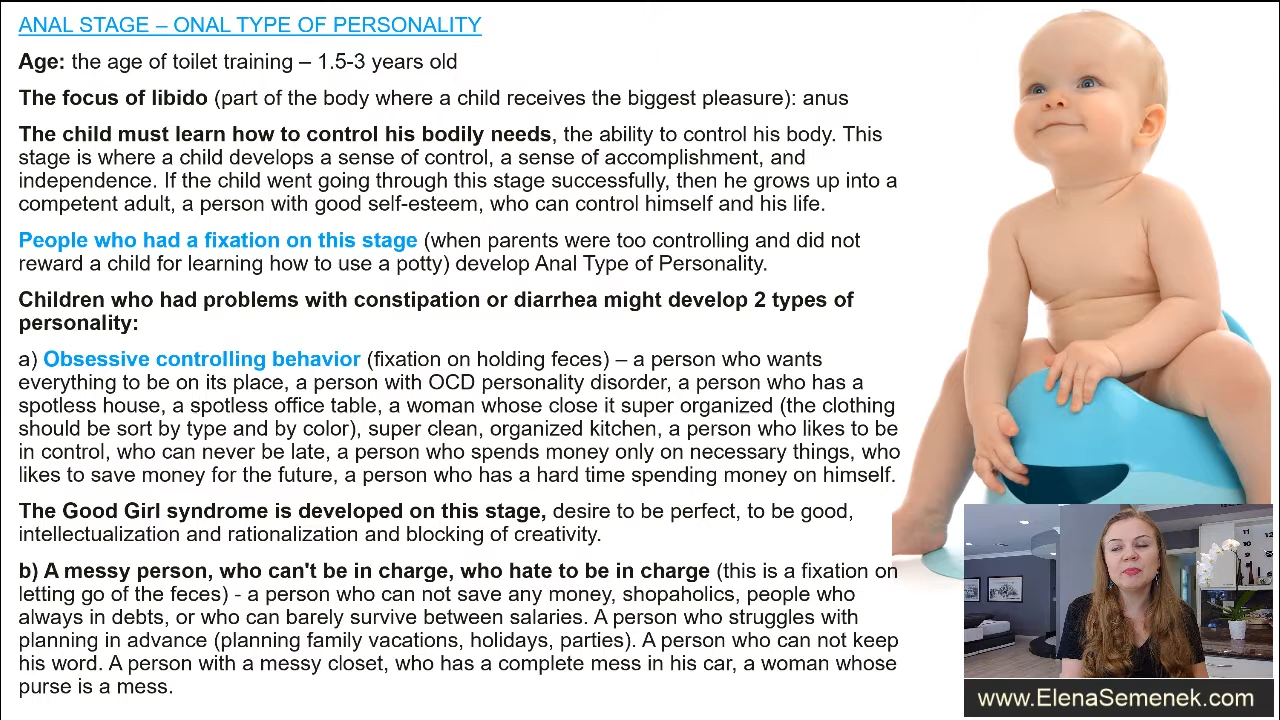 ANAL STAGE – ONAL TYPE OF PERSONALITY
Age: the age of toilet training – 1.5-3 years old
The focus of libido (part of the body where a child receives the biggest pleasure): anus
The child must learn how to control his bodily needs, the ability to control his body. This
stage is where a child develops a sense of control, a sense of accomplishment, and
independence. If the child went going through this stage successfully, then he grows up into a
competent adult, a person with good self-esteem, who can control himself and his life.
People who had a fixation on this stage (when parents were too controlling and did not
reward a child for learning how to use a potty) develop Anal Type of Personality.
Children who had problems with constipation or diarrhea might develop 2 types of
personality:
a) Obsessive controlling behavior (fixation on holding feces) – a person who wants
everything to be on its place, a person with OCD personality disorder, a person who has a
spotless house, a spotless office table, a woman whose close it super organized (the clothing
should be sort by type and by color), super clean, organized kitchen, a person who likes to be
in control, who can never be late, a person who spends money only on necessary things, who
likes to save money for the future, a person who has a hard time spending money on himself.
The Good Girl syndrome is developed on this stage, desire to be perfect, to be good,
intellectualization and rationalization and blocking of creativity.
b) A messy person, who can't be in charge, who hate to be in charge (this is a fixation on
letting go of the feces) - a person who can not save any money, shopaholics, people who
always in debts, or who can barely survive between salaries. A person who struggles with
planning in advance (planning family vacations, holidays, parties). A person who can not keep
his word. A person with a messy closet, who has a complete mess in his car, a woman whose
purse is a mess.
www.ElenaSemenek.com